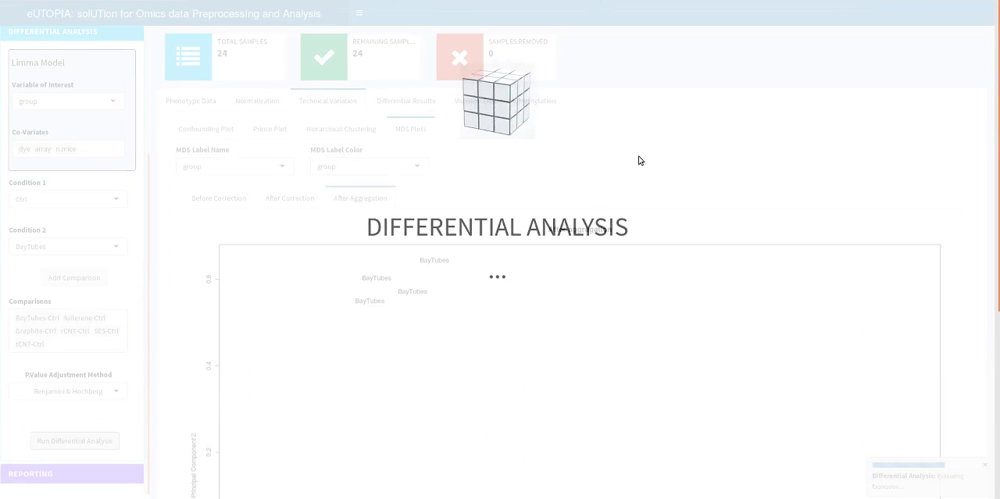 eUTOPIA: solUTIon for Omics data PreprocessIng and Analysis
DIFFERENTIAL ANALYSIS
Limma Model
Variable of Interest
group
Co-Variates
dye array n.mice
Condition 1
Ctrl
Condition 2
BayTubes
Add Comparison
Comparisons
BayTubes-Ctrl fullerene-Ctrl
Graphite-Ctrl rCNT-Ctrl SES-Ctrl
tCNT-Ctrl
P.Value Adjustment Method
Benjamini & Hochberg
Run Differential Analysis
REPORTING
TOTAL SAMPLES
24
REMAINING SAMPL...
24
SAMPLES REMOVED
0
Phenotype Data Normalization Technical Variation Differential Results
Confounding Plot Prince Plot Hierarchical Clustering MDS Plots
MDS Label Name
group
MDS Label Color
group
Before Correction After Correction After Aggregation
DIFFERENTIAL ANALYSIS
...
BayTubes
BayTubes
BayTubes
BayTubes
0.6
0.4
0.2
Principal Component 2
Differential Analysis: Evaluating
Expression...